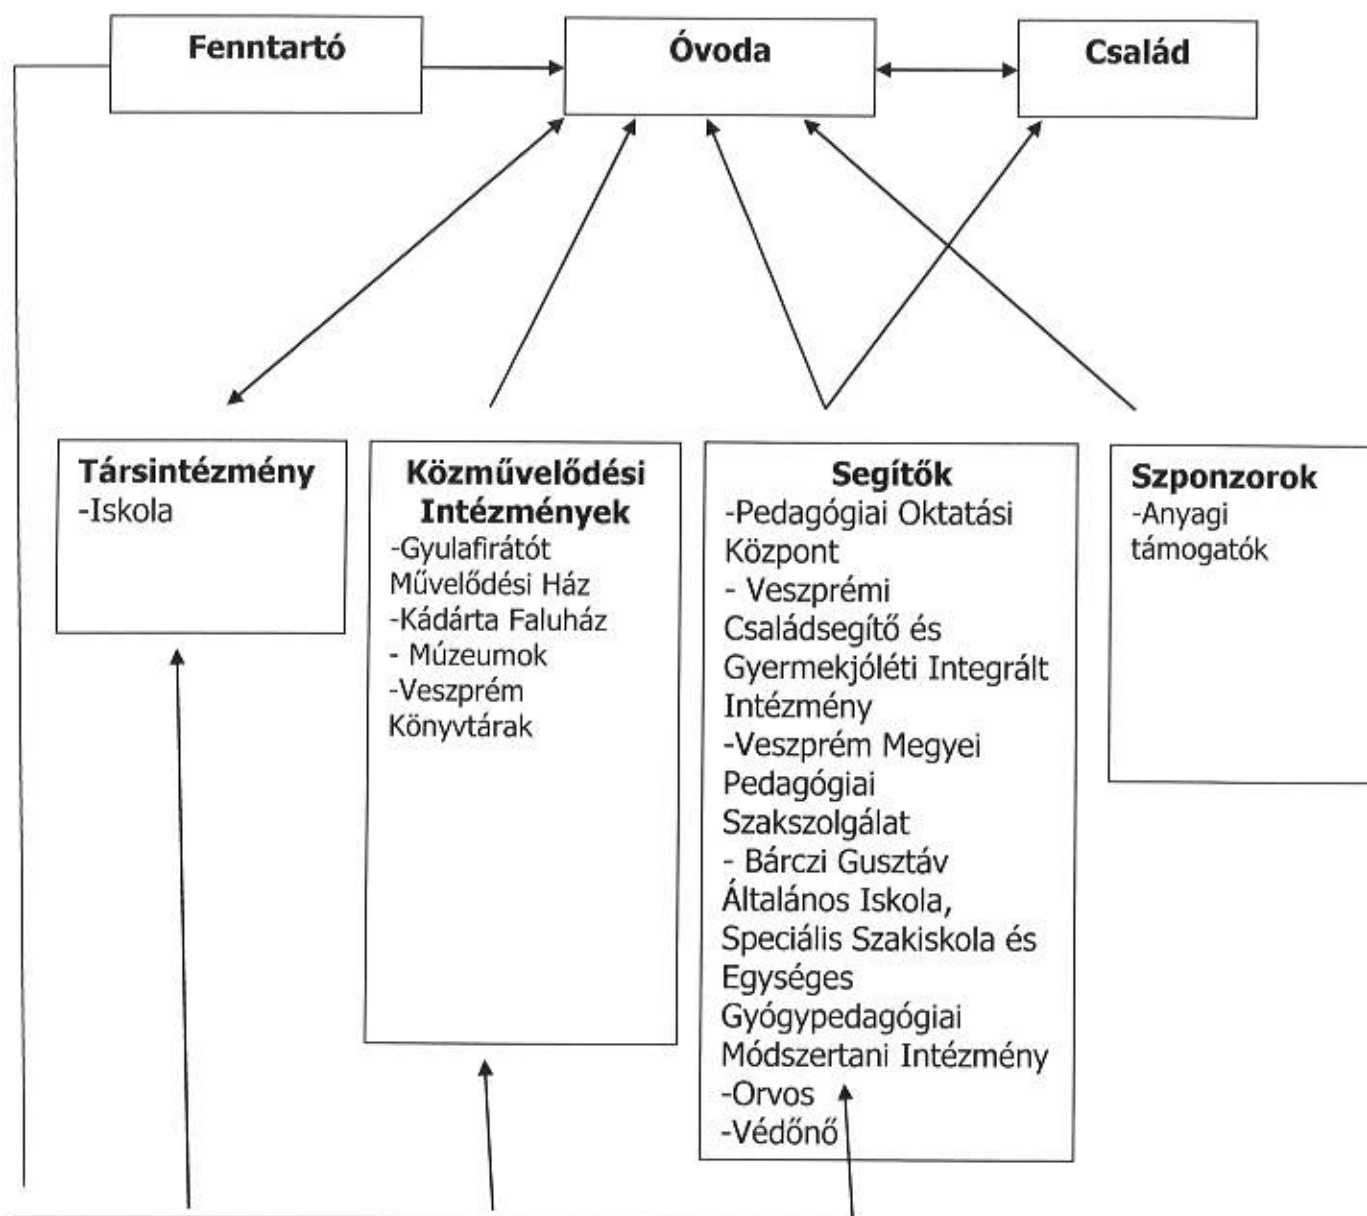 Fenntartó
Óvoda
Család
Társintézmény
-Iskola
Közművelődési
Intézmények
-Gyulafirátót
Művelődési Ház
-Kádárta Faluház
- Múzeumok
-Veszprém
Könyvtárak
Segítők
-Pedagógiai Oktatási
Központ
- Veszprémi
Családsegítő és
Gyermekjóléti Integrált
Intézmény
-Veszprém Megyei
Pedagógiai
Szakszolgálat
- Bárczi Gusztáv
Általános Iskola,
Speciális Szakiskola és
Egységes
Gyógypedagógiai
Módszertani Intézmény
-Orvos
-Védőnő
Szponzorok
-Anyagi
támogatók